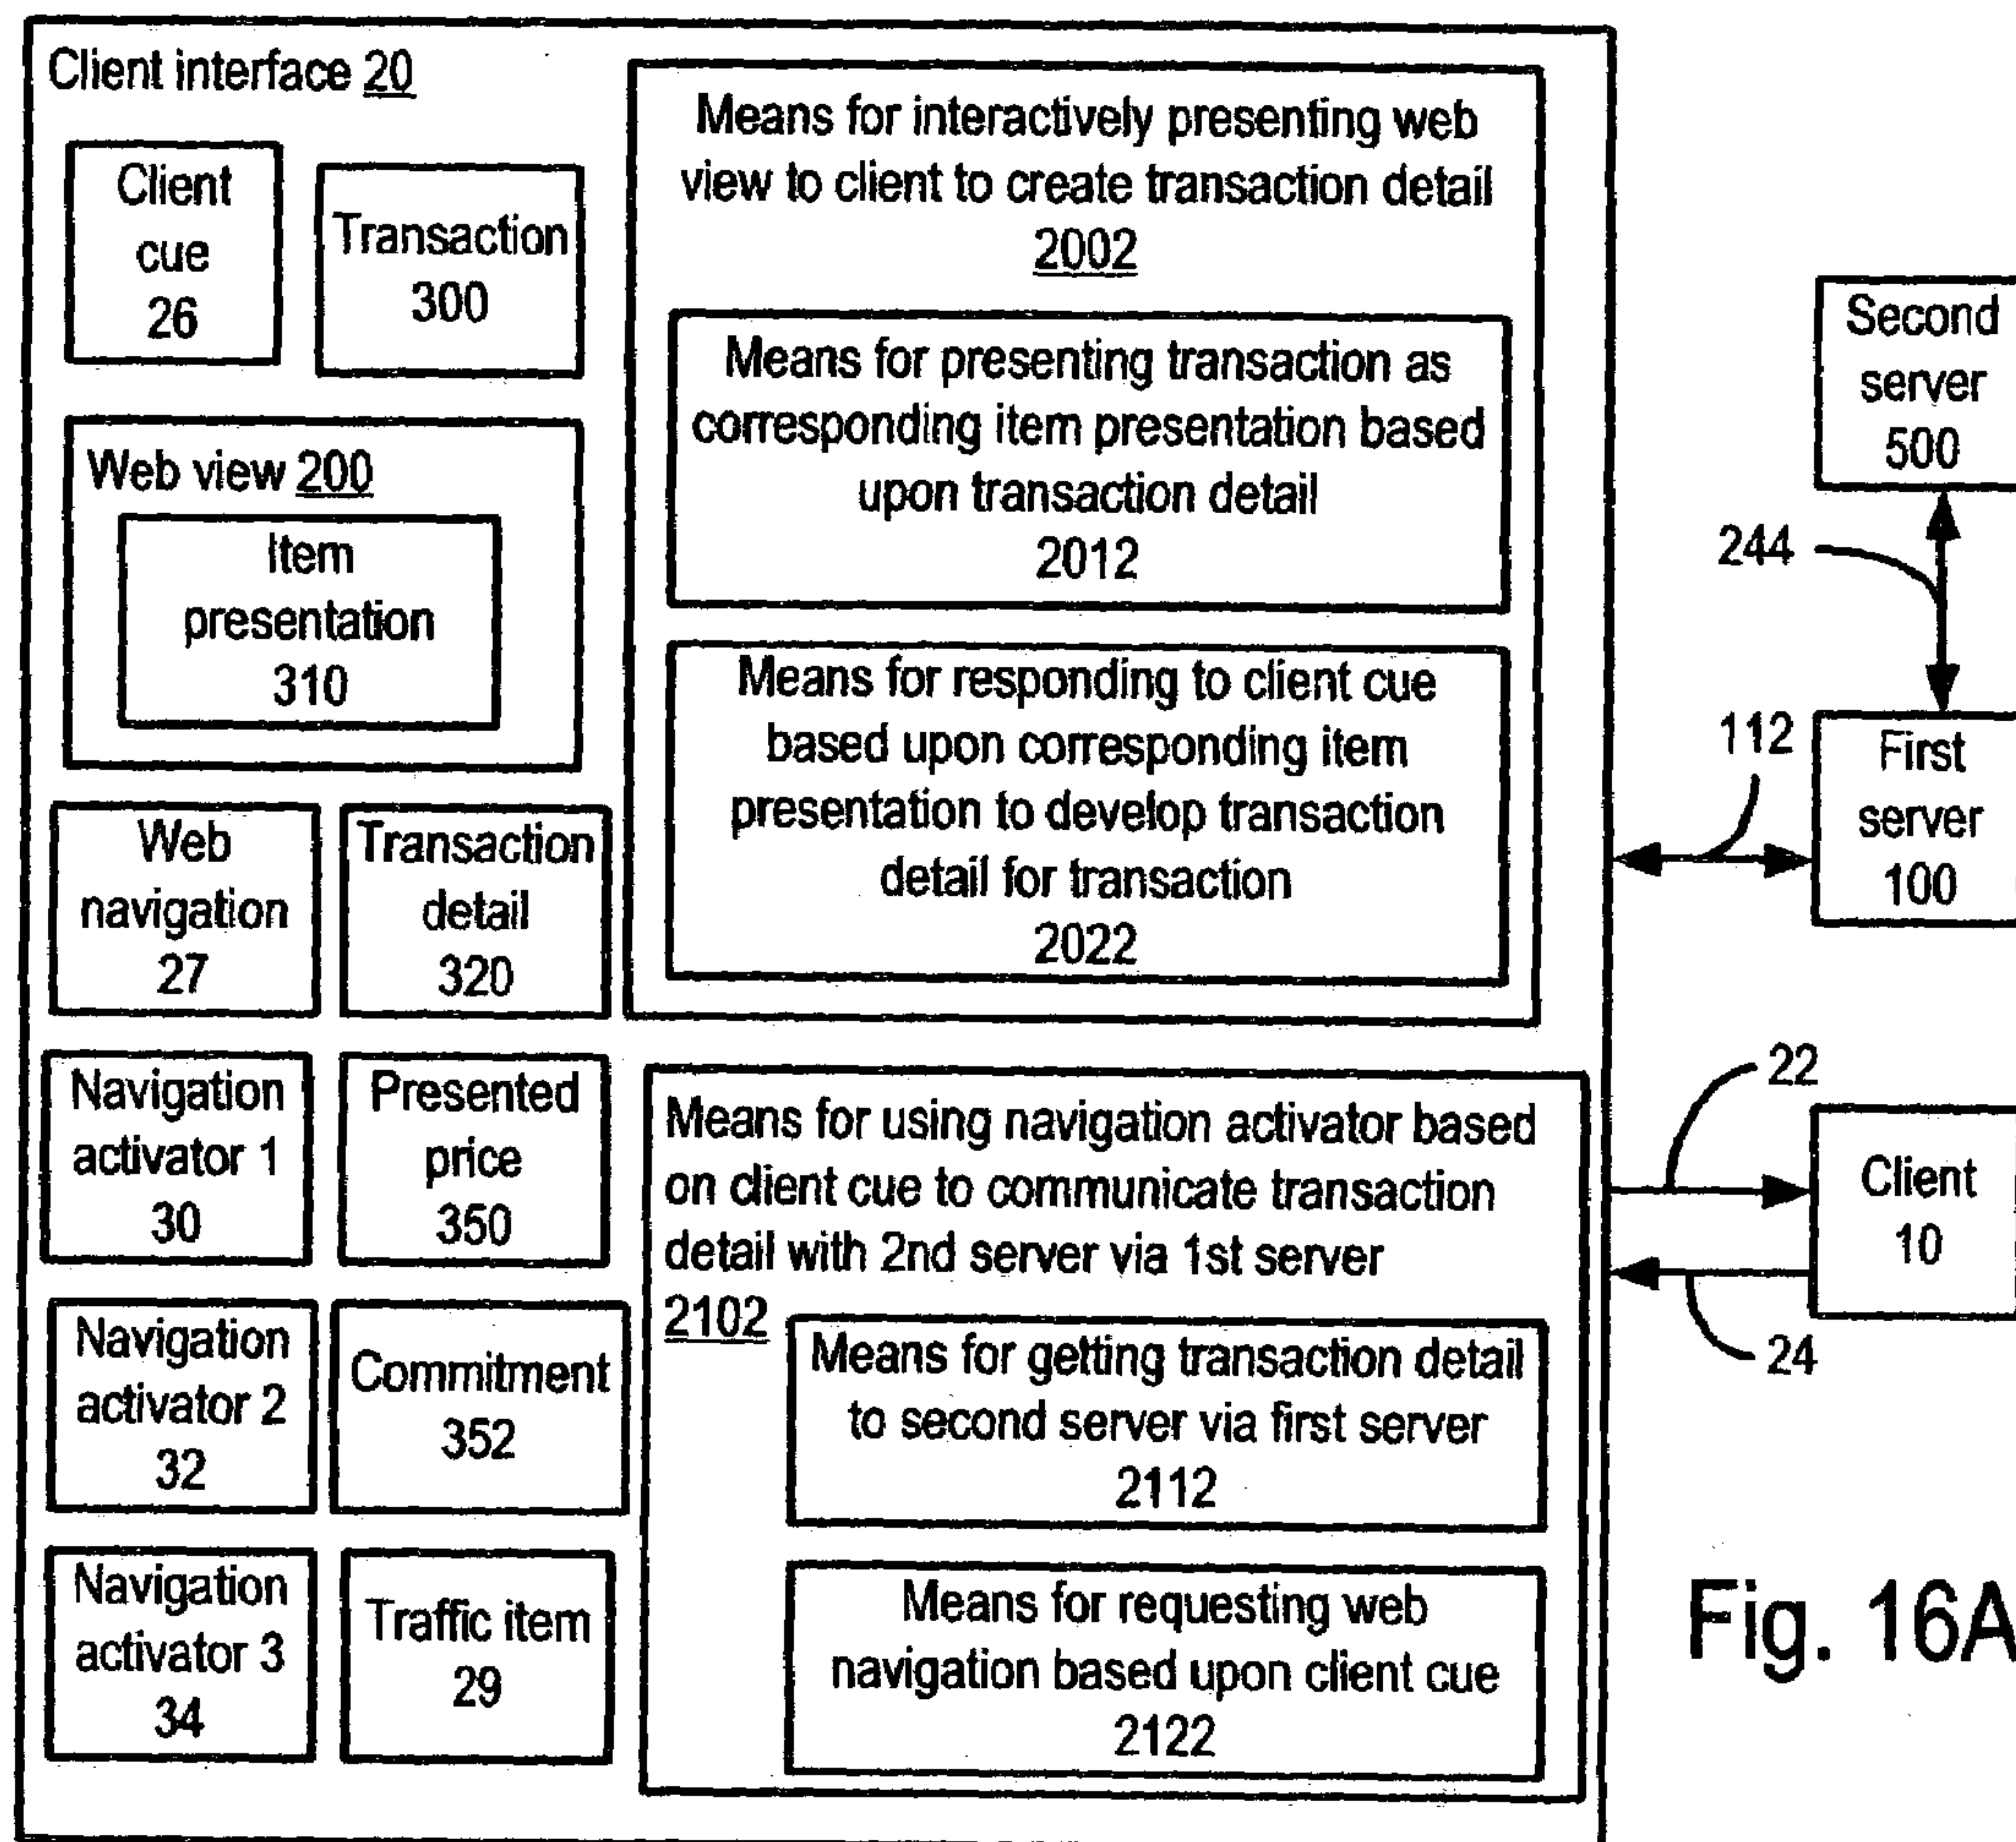 Client interface 20
Client
cue
26
Transaction
300
Web view 200
Item
presentation
310
Web
navigation
27
Transaction
detail
320
Navigation
activator 1
30
Presented
price
350
Navigation
activator 2
32
Commitment
352
Navigation
activator 3
34
Traffic item
29
Means for interactively presenting web
view to client to create transaction detail
2002
Means for presenting transaction as
corresponding item presentation based
upon transaction detail
2012
Means for responding to client cue
based upon corresponding item
presentation to develop transaction
detail for transaction
2022
Means for using navigation activator based
on client cue to communicate transaction
detail with 2nd server via 1st server
2102
Means for getting transaction detail
to second server via first server
2112
Means for requesting web
navigation based upon client cue
2122
Second
server
500
244
112
First
server
100
22
Client
10
24
Fig. 16A